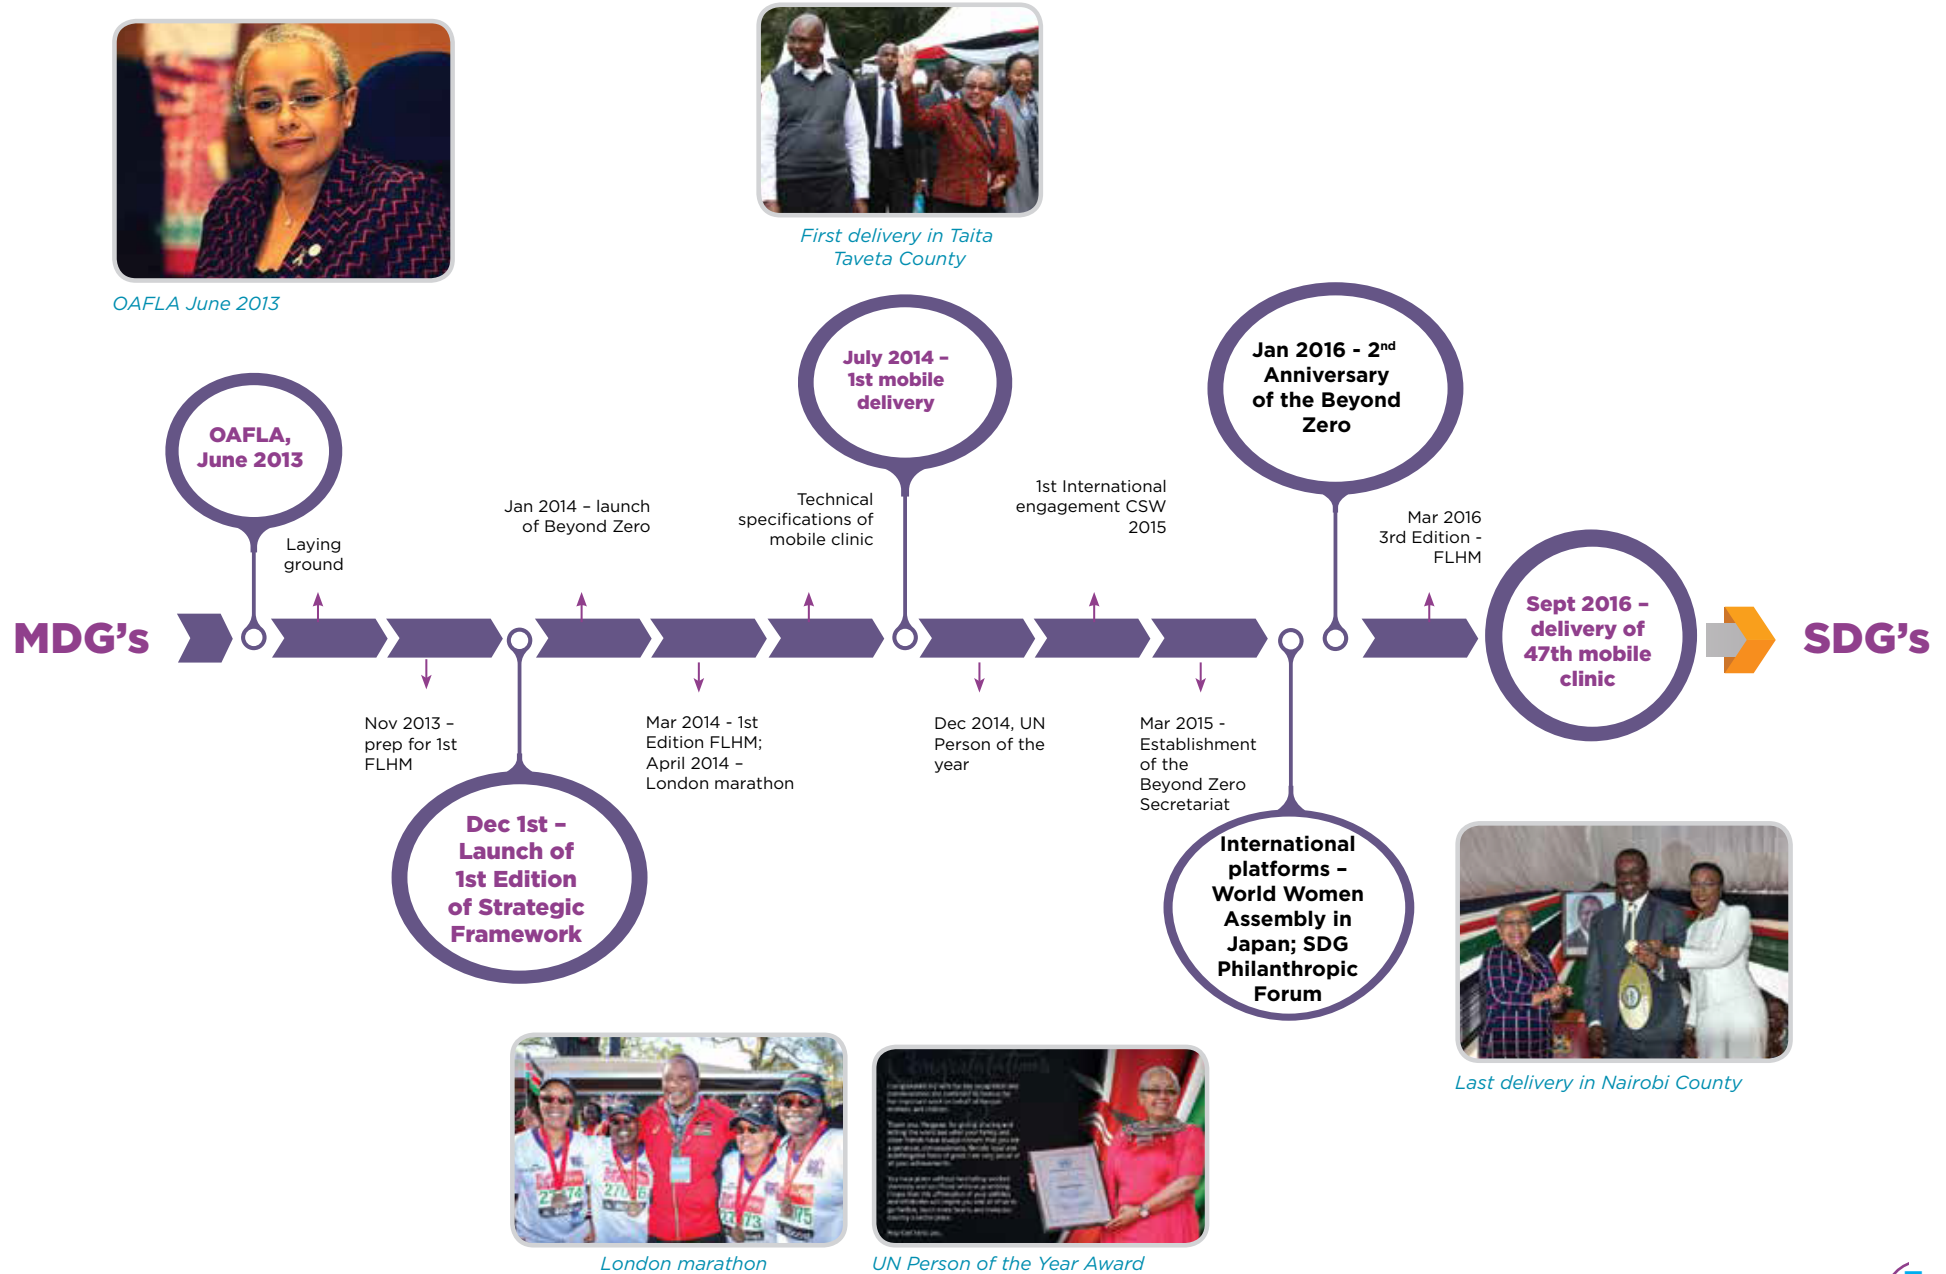 OAFLA June 2013
First delivery in Taita
Taveta County
OAFLA,
June 2013
July 2014 –
1st mobile
delivery
Jan 2016 - 2nd
Anniversary
of the Beyond
Zero
Laying
ground
Jan 2014 – launch
of Beyond Zero
Technical
specifications of
mobile clinic
1st International
engagement CSW
2015
Mar 2016
3rd Edition -
FLHM
MDG’s
Sept 2016 –
delivery of
47th mobile
clinic
SDG’s
Nov 2013 –
prep for 1st
FLHM
Dec 1st –
Launch of
1st Edition
of Strategic
Framework
Mar 2014 - 1st
Edition FLHM;
April 2014 –
London marathon
Dec 2014, UN
Person of the
year
Mar 2015 -
Establishment
of the
Beyond Zero
Secretariat
International
platforms –
World Women
Assembly in
Japan; SDG
Philanthropic
Forum
Last delivery in Nairobi County
Congratulations
London marathon
UN Person of the Year Award